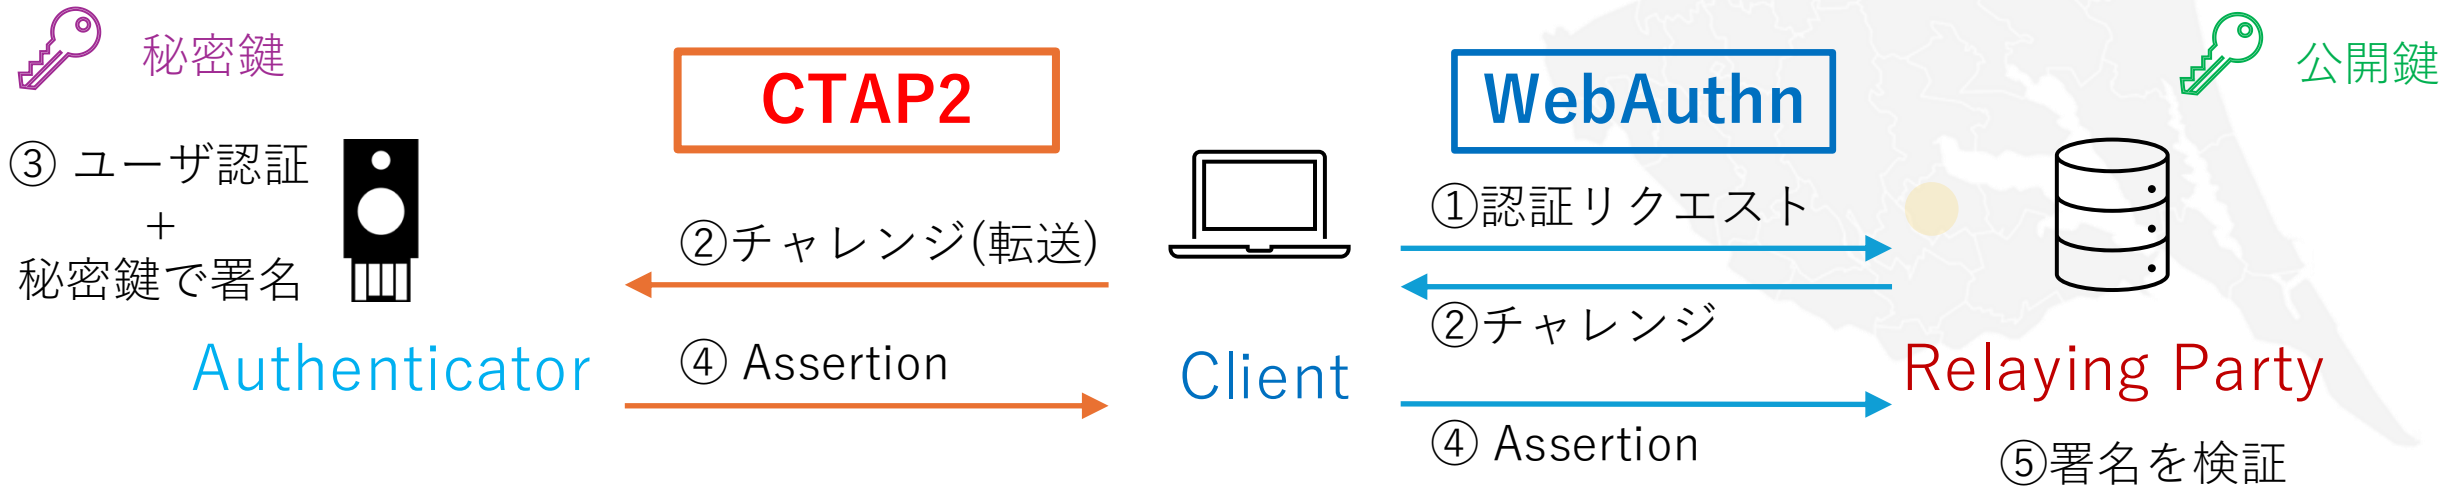 秘密鍵
CTAP2
WebAuthn
公開鍵
③ ユーザ認証
+
秘密鍵で署名
②チャレンジ(転送)
①認証リクエスト
②チャレンジ
Authenticator
④ Assertion
Client
Relaying Party
④ Assertion
⑤署名を検証